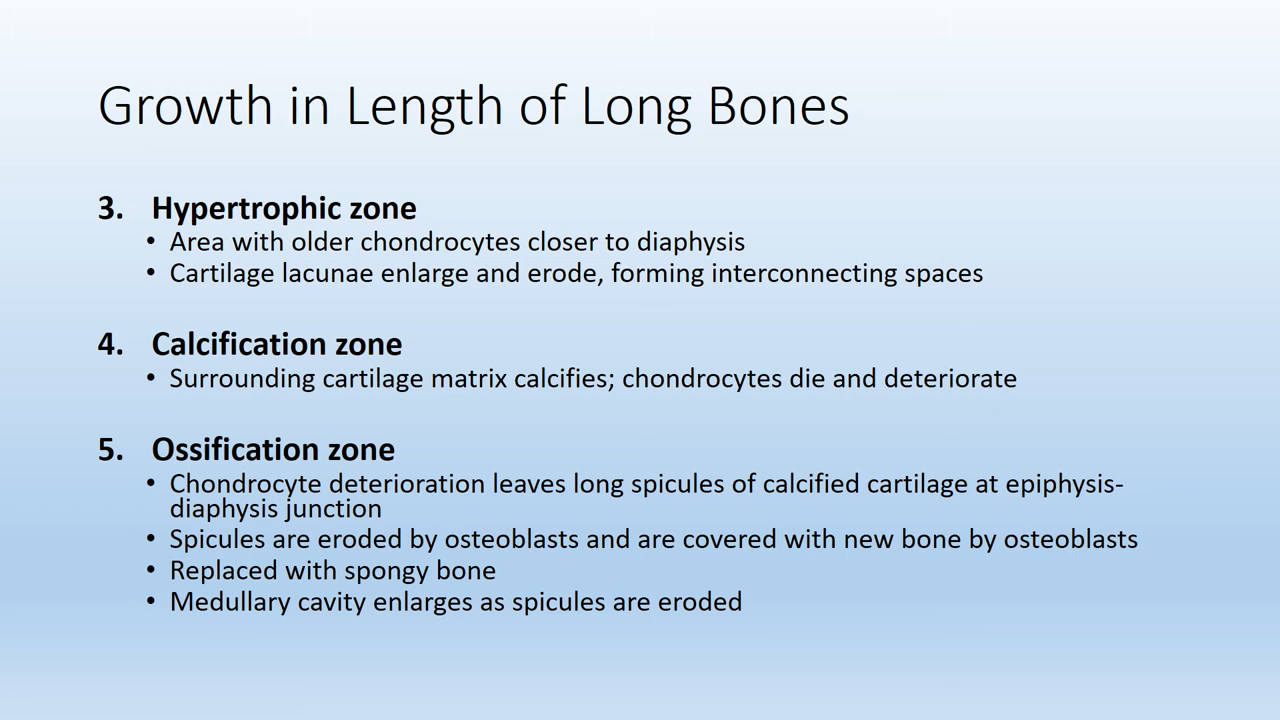 Growth in Length of Long Bones
3. Hypertrophic zone
• Area with older chondrocytes closer to diaphysis
• Cartilage lacunae enlarge and erode, forming interconnecting spaces
4. Calcification zone
• Surrounding cartilage matrix calcifies; chondrocytes die and deteriorate
5. Ossification zone
• Chondrocyte deterioration leaves long spicules of calcified cartilage at epiphysis-
diaphysis junction
• Spicules are eroded by osteoblasts and are covered with new bone by osteoblasts
• Replaced with spongy bone
• Medullary cavity enlarges as spicules are eroded